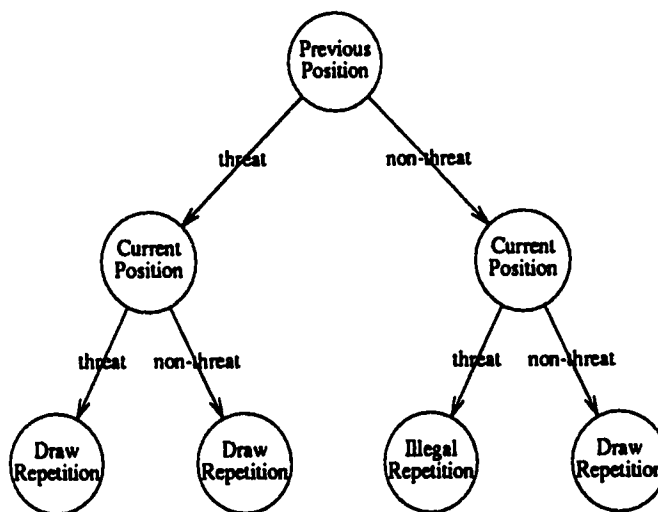 Previous
Position
threat
non-threat
Current
Position
Current
Position
threat
non-threat
threat
non-threat
Draw
Repetition
Draw
Repetition
Illegal
Repetition
Draw
Repetition